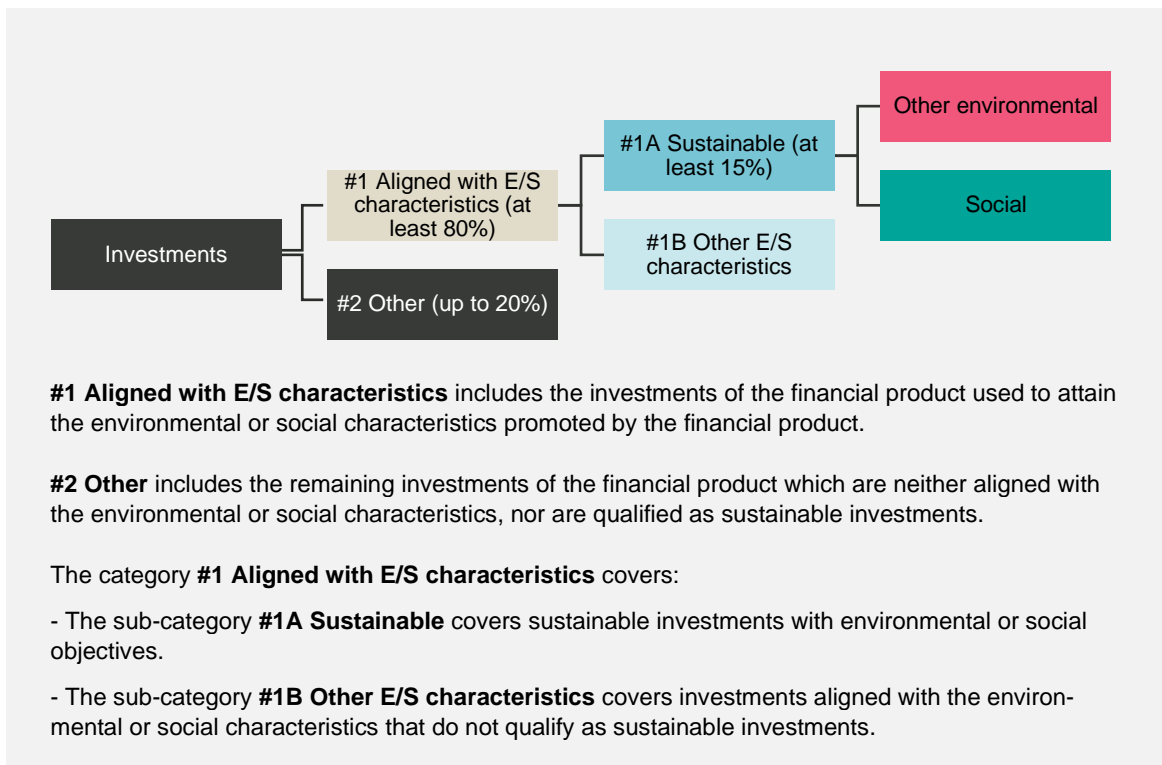 Other environmental
#1A Sustainable (at
least 15%)
#1 Aligned with E/S
characteristics (at
least 80%)
Social
Investments
#1B Other E/S
characteristics
#2 Other (up to 20%)
#1 Aligned with E/S characteristics includes the investments of the financial product used to attain
the environmental or social characteristics promoted by the financial product.
#2 Other includes the remaining investments of the financial product which are neither aligned with
the environmental or social characteristics, nor are qualified as sustainable investments.
The category #1 Aligned with E/S characteristics covers:
- The sub-category #1A Sustainable covers sustainable investments with environmental or social
objectives.
- The sub-category #1B Other E/S characteristics covers investments aligned with the environ-
mental or social characteristics that do not qualify as sustainable investments.